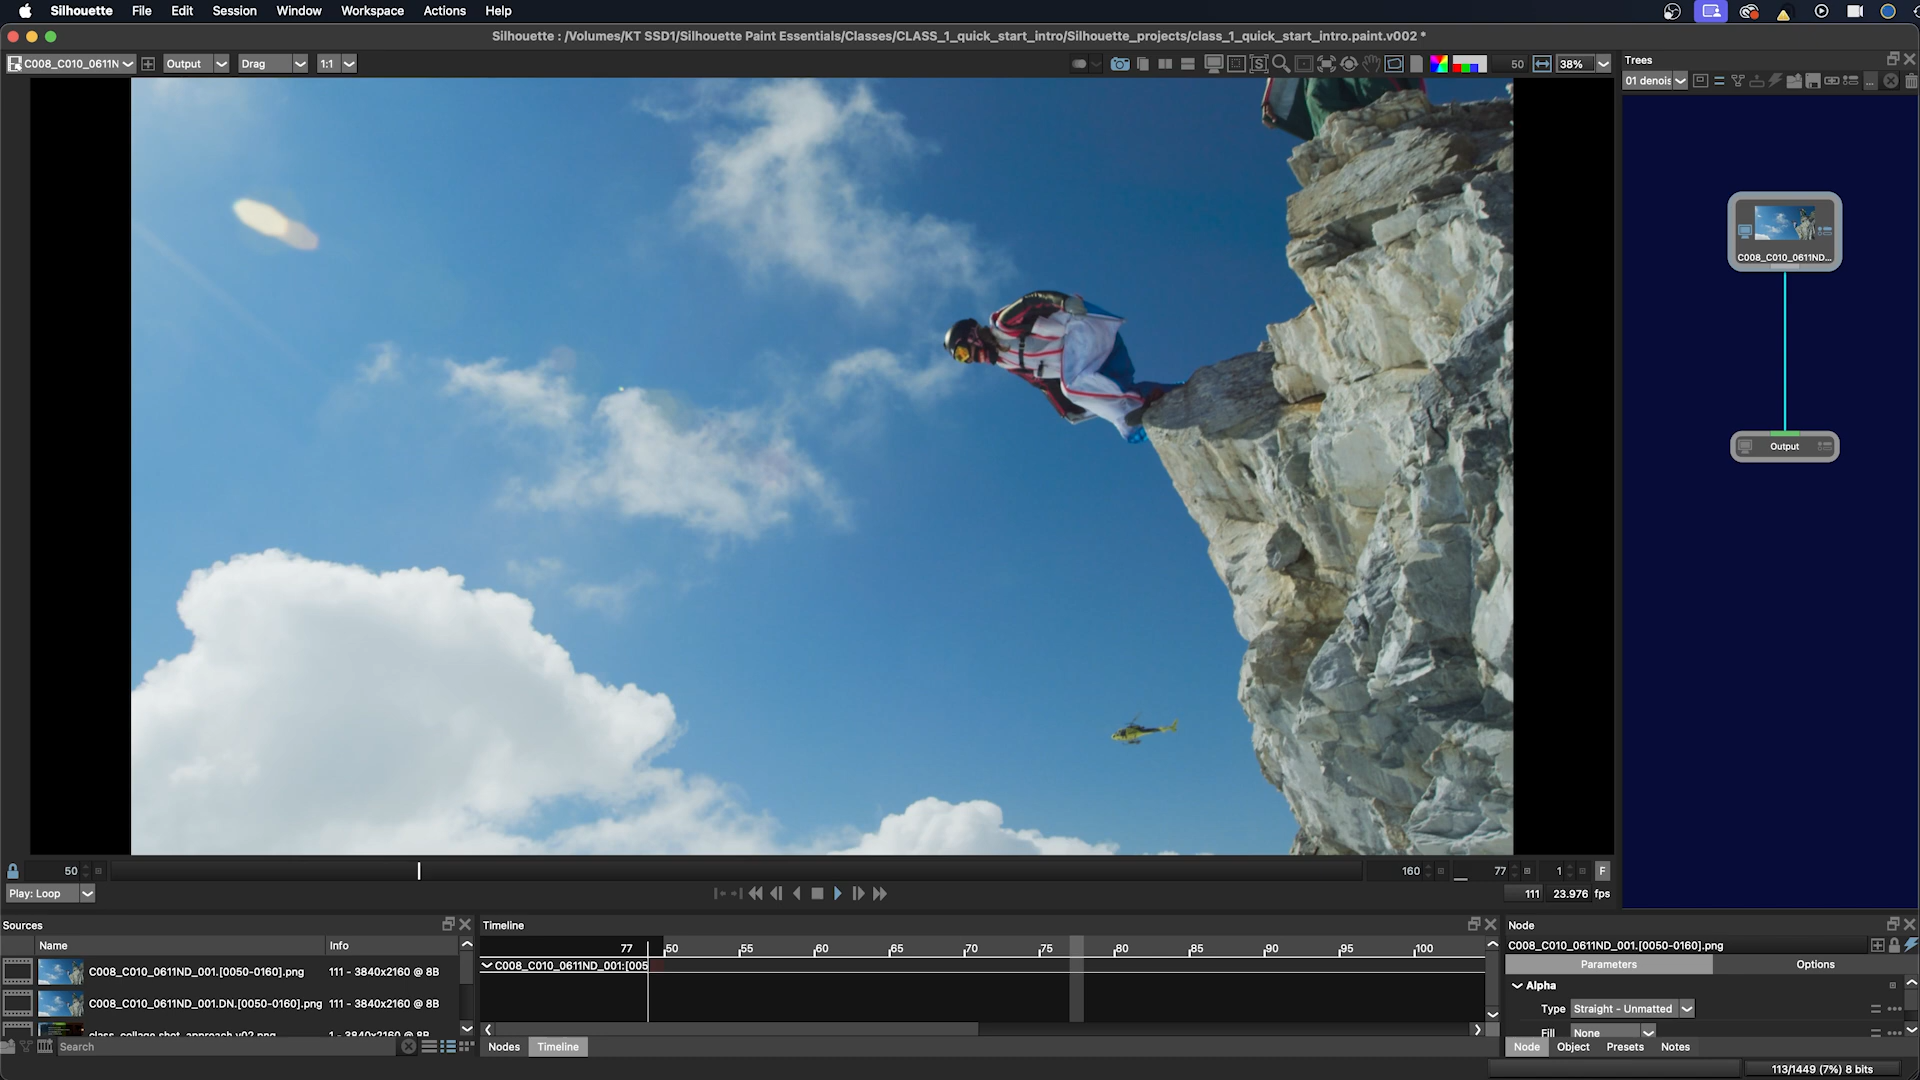 Silhouette File Edit Session Window Workspace Actions Help
Silhouette : /Volumes/KT SSD1/Silhouette Paint Essentials/Classes/CLASS_1_quick_start_intro/Silhouette_projects/class_1_quick_start_intro.paint.v002 *
C008_C010_0611N Output Drag 1:1 50 38%
Trees
01 denois
C008_C010_0611ND...
Output
50 160 77 1 F
Play: Loop 111 23.976 fps
Sources
Name Info
C008_C010_0611ND_001.[0050-0160].png 111 - 3840x2160 @ 8B
C008_C010_0611ND_001.DN.[0050-0160].png 111 - 3840x2160 @ 8B
class_collage_shot_approach_v02.png 1 - 3840x2160 @ 8B
Search
Timeline
77 50 55 60 65 70 75 80 85 90 95 100
C008_C010_0611ND_001:[005
Nodes Timeline
Node
C008_C010_0611ND_001.[0050-0160].png
Parameters Options
Alpha
Type Straight - Unmatted
Fill None
Node Object Presets Notes
113/1449 (7%) 8 bits